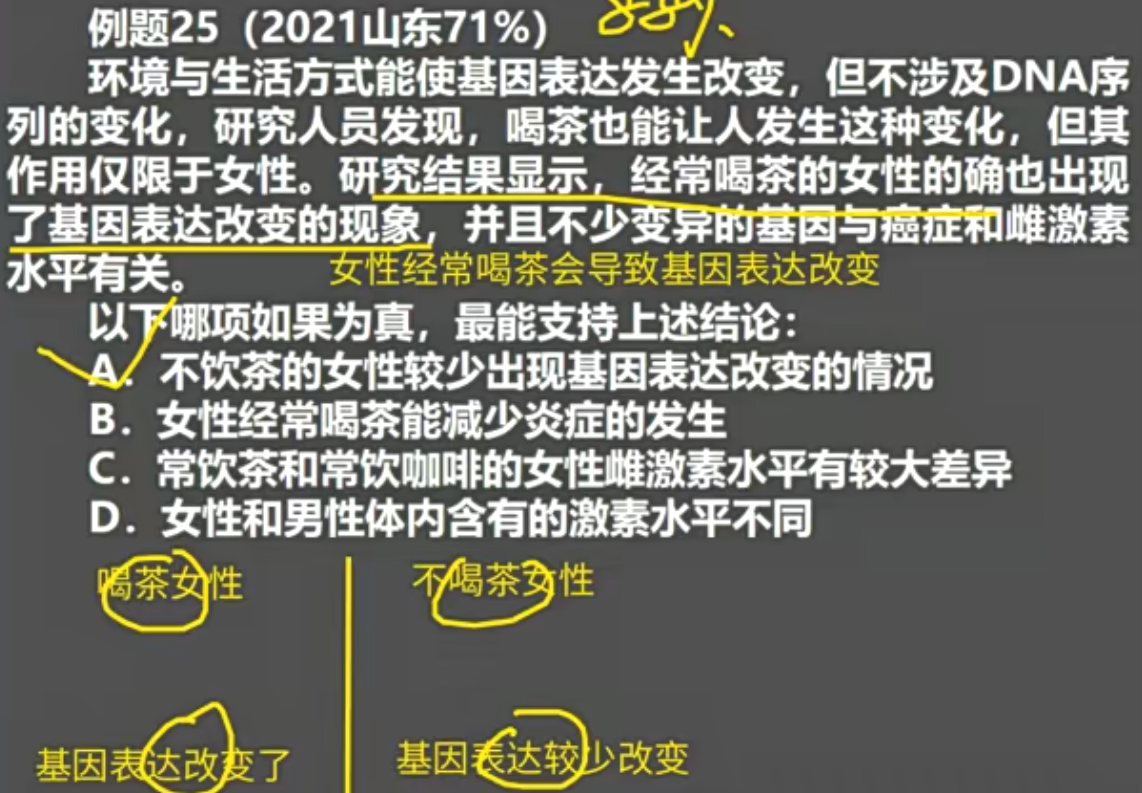 例题25（2021山东71%）
环境与生活方式能使基因表达发生改变，但不涉及DNA序
列的变化，研究人员发现，喝茶也能让人发生这种变化，但其
作用仅限于女性。研究结果显示，经常喝茶的女性的确也出现
了基因表达改变的现象，并且不少变异的基因与癌症和雌激素
水平有关。
女性经常喝茶会导致基因表达改变
以下哪项如果为真，最能支持上述结论：
A．不饮茶的女性较少出现基因表达改变的情况
B．女性经常喝茶能减少炎症的发生
C．常饮茶和常饮咖啡的女性雌激素水平有较大差异
D．女性和男性体内含有的激素水平不同
喝茶女性
不喝茶女性
基因表达改变了
基因表达较少改变